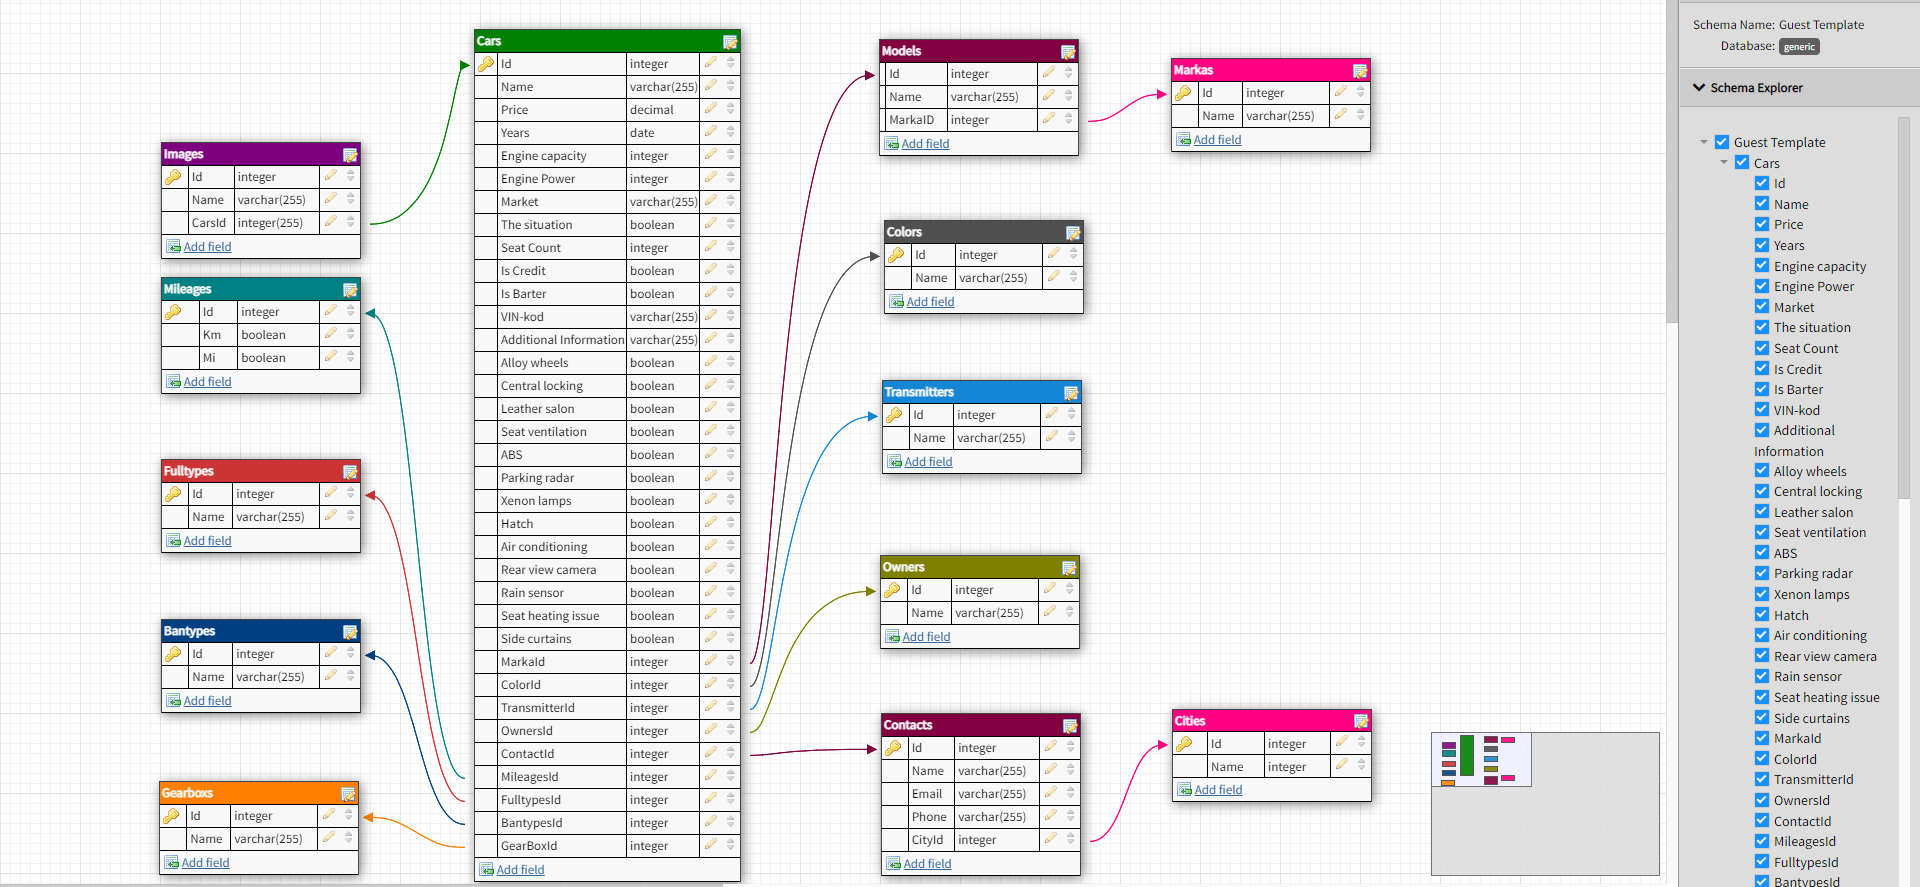 Images
Id integer
Name varchar(255)
CarsId integer(255)
Add field
Mileages
Id integer
Km boolean
Mi boolean
Add field
Fulltypes
Id integer
Name varchar(255)
Add field
Bantypes
Id integer
Name varchar(255)
Add field
Gearboxs
Id integer
Name varchar(255)
Add field
Cars
Id integer
Name varchar(255)
Price decimal
Years date
Engine capacity integer
Engine Power integer
Market varchar(255)
The situation boolean
Seat Count integer
Is Credit boolean
Is Barter boolean
VIN-kod varchar(255)
Additional Information varchar(255)
Alloy wheels boolean
Central locking boolean
Leather salon boolean
Seat ventilation boolean
ABS boolean
Parking radar boolean
Xenon lamps boolean
Hatch boolean
Air conditioning boolean
Rear view camera boolean
Rain sensor boolean
Seat heating issue boolean
Side curtains boolean
MarkaId integer
ColorId integer
TransmitterId integer
OwnersId integer
ContactId integer
MileagesId integer
FulltypesId integer
BantypesId integer
GearBoxId integer
Add field
Models
Id integer
Name varchar(255)
MarkaID integer
Add field
Colors
Id integer
Name varchar(255)
Add field
Transmitters
Id integer
Name varchar(255)
Add field
Owners
Id integer
Name varchar(255)
Add field
Contacts
Id integer
Name varchar(255)
Email varchar(255)
Phone varchar(255)
CityId integer
Add field
Markas
Id integer
Name varchar(255)
Add field
Cities
Id integer
Name integer
Add field
Schema Name: Guest Template
Database: generic
Schema Explorer
Guest Template
Cars
Id
Name
Price
Years
Engine capacity
Engine Power
Market
The situation
Seat Count
Is Credit
Is Barter
VIN-kod
Additional
Information
Alloy wheels
Central locking
Leather salon
Seat ventilation
ABS
Parking radar
Xenon lamps
Hatch
Air conditioning
Rear view camera
Rain sensor
Seat heating issue
Side curtains
MarkaId
ColorId
TransmitterId
OwnersId
ContactId
MileagesId
FulltypesId
BantypesId